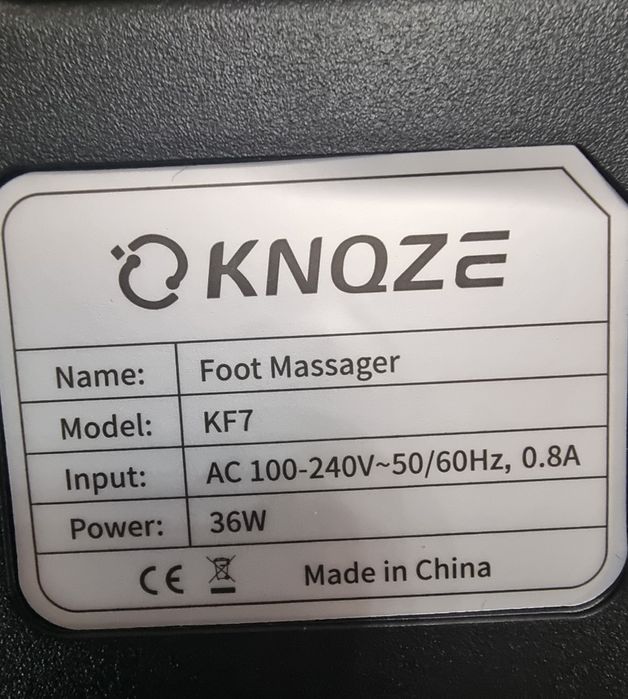 KNQZE
Name: Foot Massager
Model: KF7
Input: AC 100-240V~50/60Hz, 0.8A
Power: 36W
CE Made in China